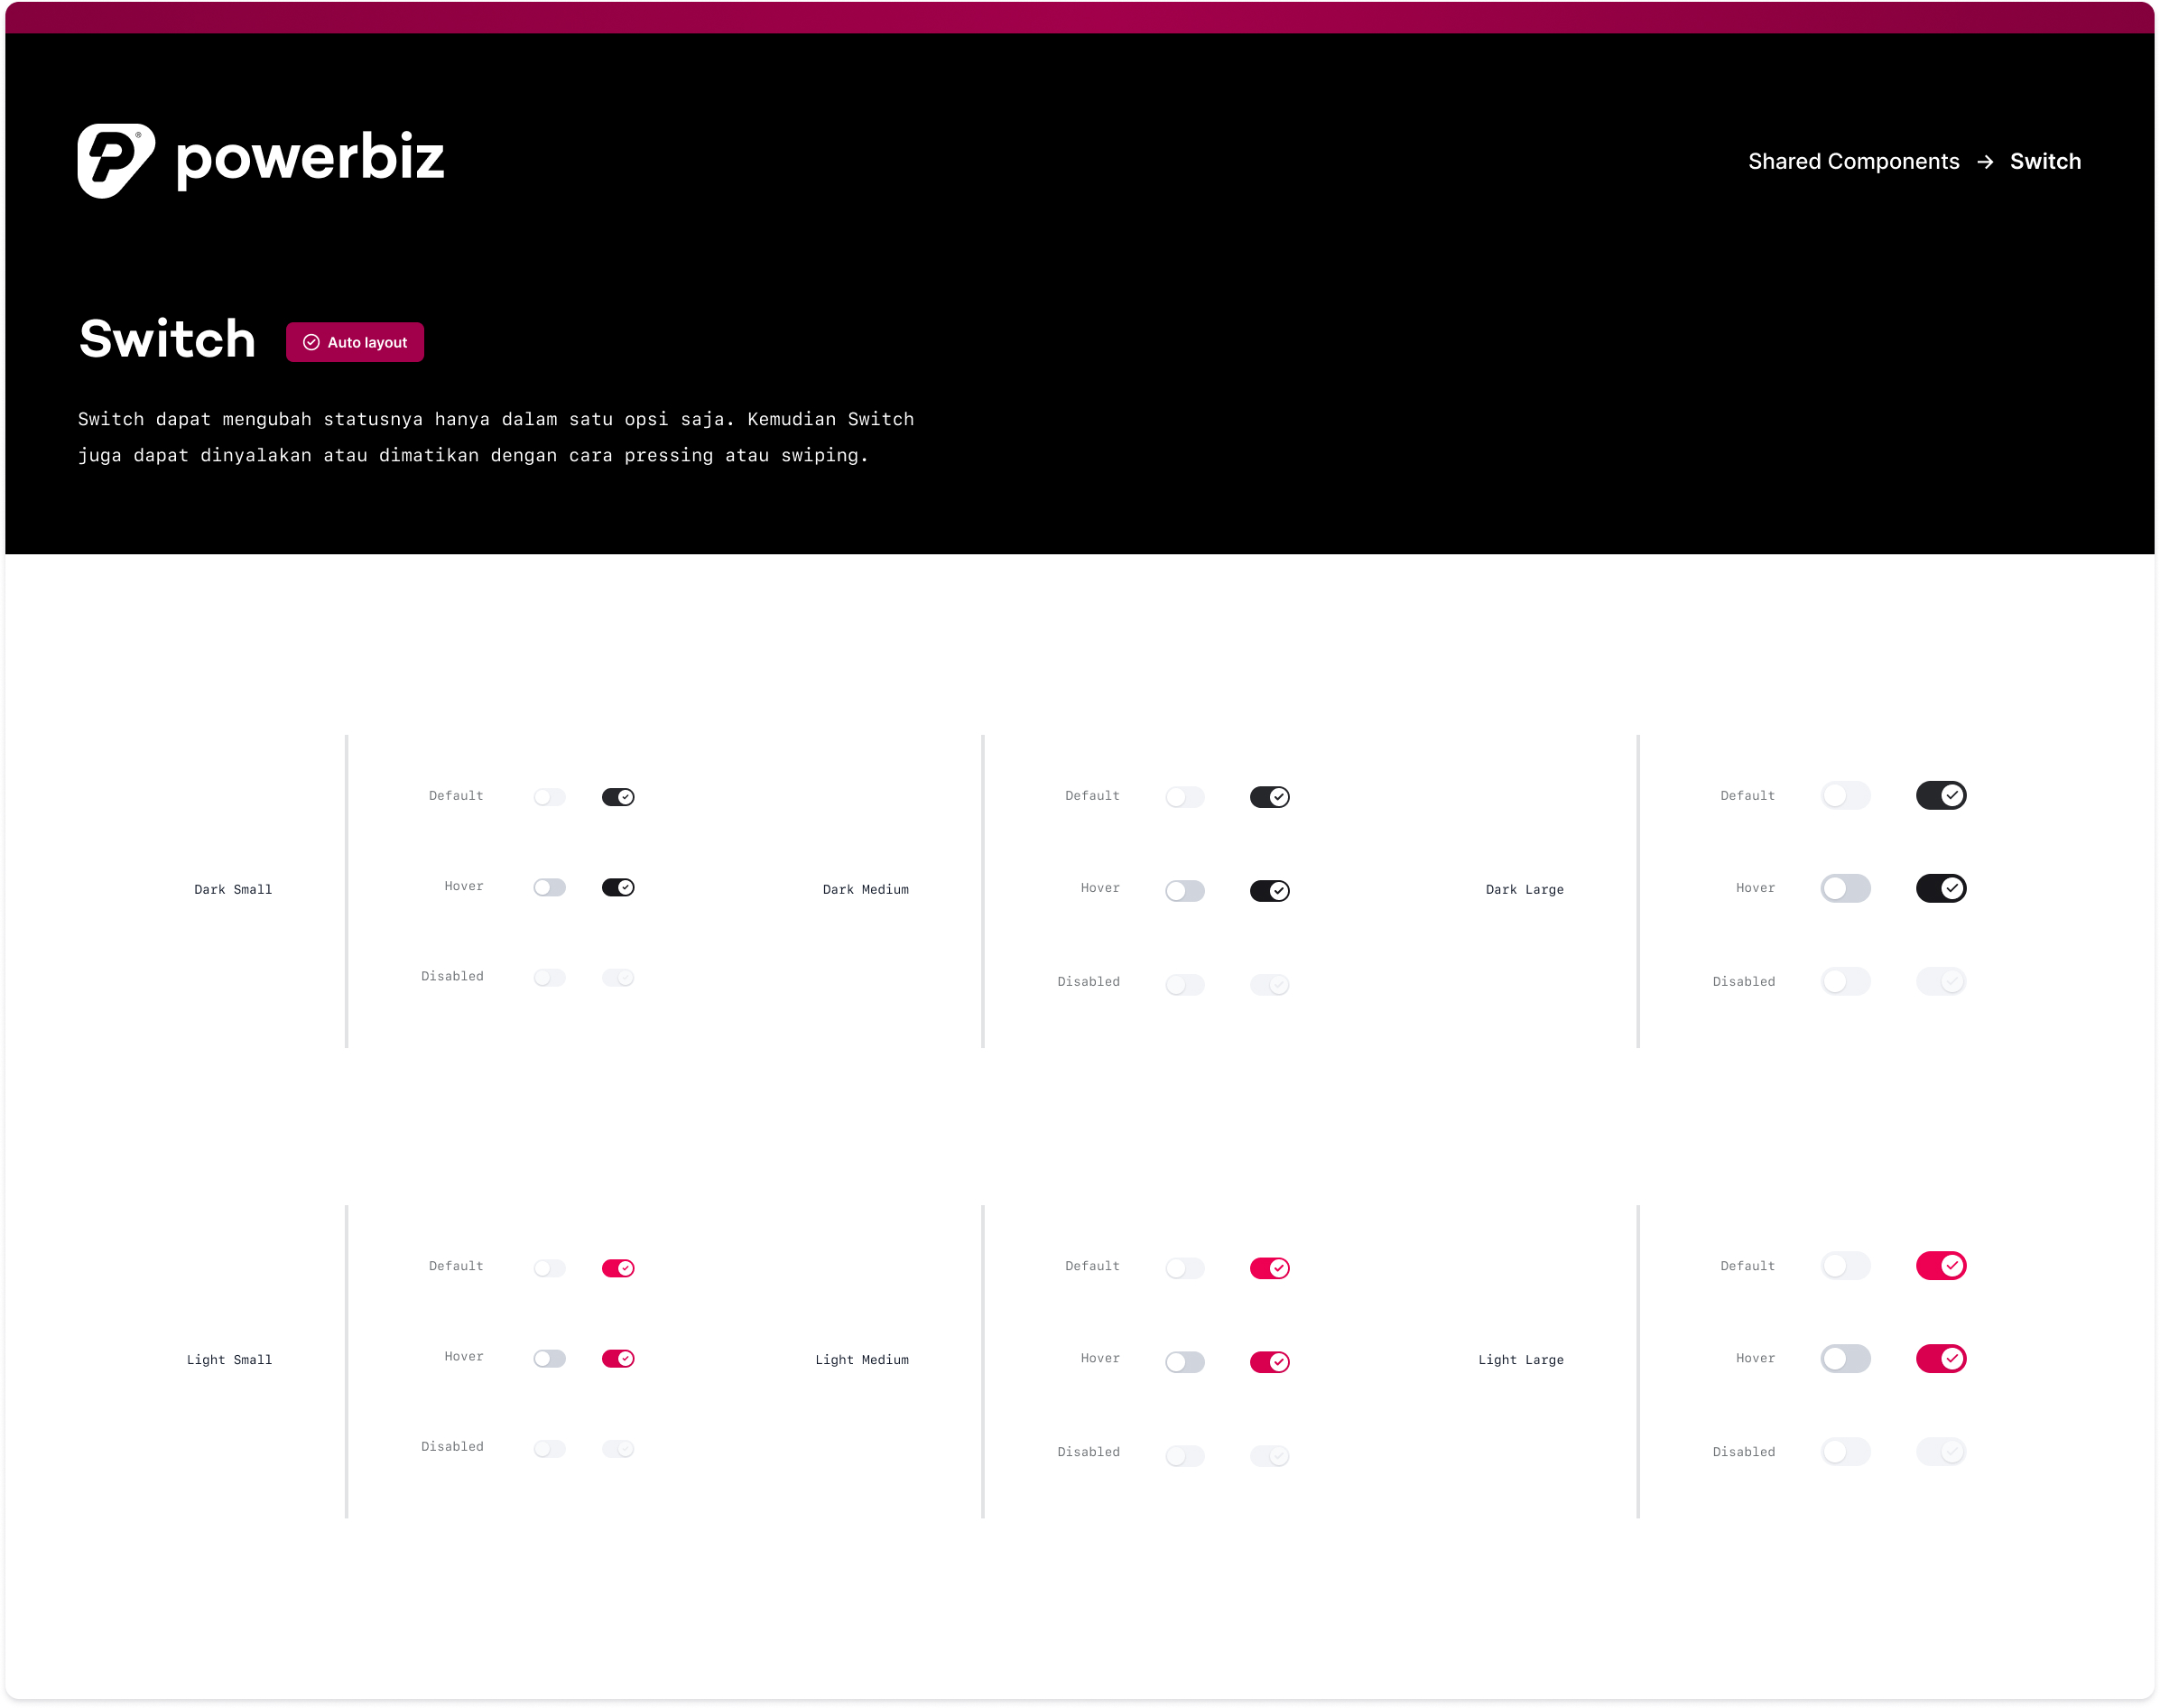 powerbiz
Shared Components → Switch
Switch
Auto layout
Switch dapat mengubah statusnya hanya dalam satu opsi saja. Kemudian Switch
juga dapat dinyalakan atau dimatikan dengan cara pressing atau swiping.
Dark Small
Default
Hover
Disabled
Dark Medium
Default
Hover
Disabled
Dark Large
Default
Hover
Disabled
Light Small
Default
Hover
Disabled
Light Medium
Default
Hover
Disabled
Light Large
Default
Hover
Disabled